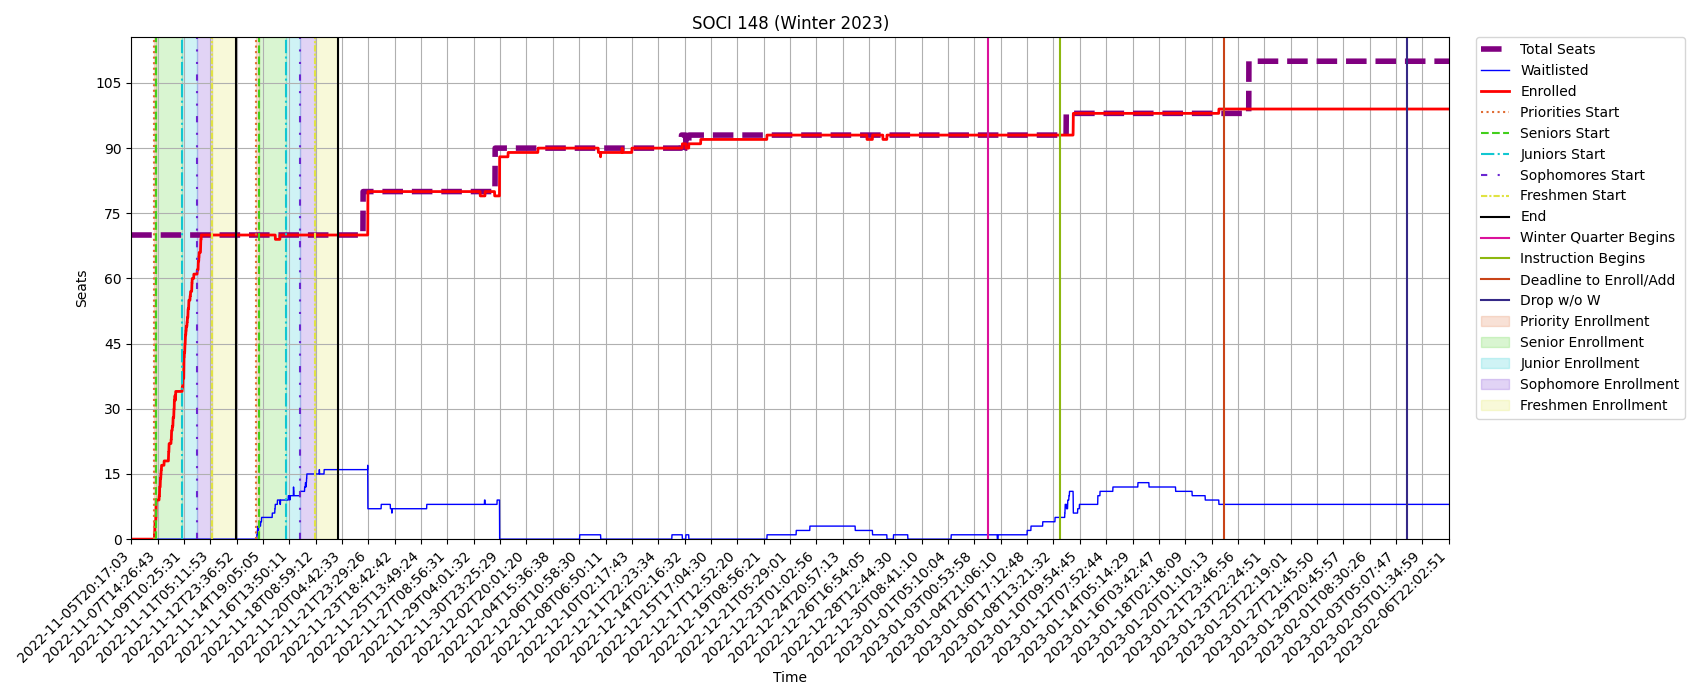 SOCI 148 (Winter 2023)
Seats
105
90
75
60
45
30
15
0
2022-11-05T20:17:03
2022-11-07T14:26:43
2022-11-09T10:25:31
2022-11-11T05:11:53
2022-11-12T23:36:52
2022-11-14T19:05:05
2022-11-16T13:50:11
2022-11-18T08:59:12
2022-11-20T04:42:33
2022-11-21T23:29:26
2022-11-23T18:42:42
2022-11-25T13:49:24
2022-11-27T08:56:31
2022-11-29T04:01:32
2022-11-30T23:25:29
2022-12-02T20:01:20
2022-12-04T15:36:38
2022-12-06T10:58:30
2022-12-08T06:50:11
2022-12-10T02:17:43
2022-12-11T22:23:34
2022-12-14T02:16:32
2022-12-15T17:04:30
2022-12-17T12:52:20
2022-12-19T08:56:21
2022-12-21T05:29:01
2022-12-23T01:02:56
2022-12-24T20:57:13
2022-12-26T16:54:05
2022-12-28T12:44:30
2022-12-30T08:41:10
2023-01-01T05:10:04
2023-01-03T00:53:58
2023-01-04T21:06:10
2023-01-06T17:12:48
2023-01-08T13:21:32
2023-01-10T09:54:45
2023-01-12T07:52:44
2023-01-14T05:14:29
2023-01-16T03:42:47
2023-01-18T02:18:09
2023-01-20T01:10:13
2023-01-21T23:46:56
2023-01-23T22:24:51
2023-01-25T22:19:01
2023-01-27T21:45:50
2023-01-29T20:45:57
2023-02-01T08:30:26
2023-02-03T05:07:47
2023-02-05T01:34:59
2023-02-06T22:02:51
Time
Total Seats
Waitlisted
Enrolled
Priorities Start
Seniors Start
Juniors Start
Sophomores Start
Freshmen Start
End
Winter Quarter Begins
Instruction Begins
Deadline to Enroll/Add
Drop w/o W
Priority Enrollment
Senior Enrollment
Junior Enrollment
Sophomore Enrollment
Freshmen Enrollment